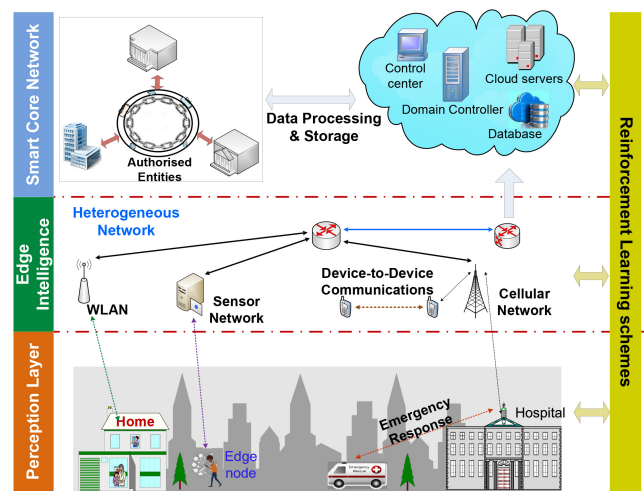 Smart Core Network
Control
center
Cloud servers
Domain Controller
Database
Data Processing
& Storage
Authorised
Entities
Reinforcement Learning schemes
Edge
Intelligence
Heterogeneous
Network
WLAN
Sensor
Network
Device-to-Device
Communications
Cellular
Network
Perception Layer
Home
Edge
node
Emergency
Response
Hospital
Emergency
Rescue